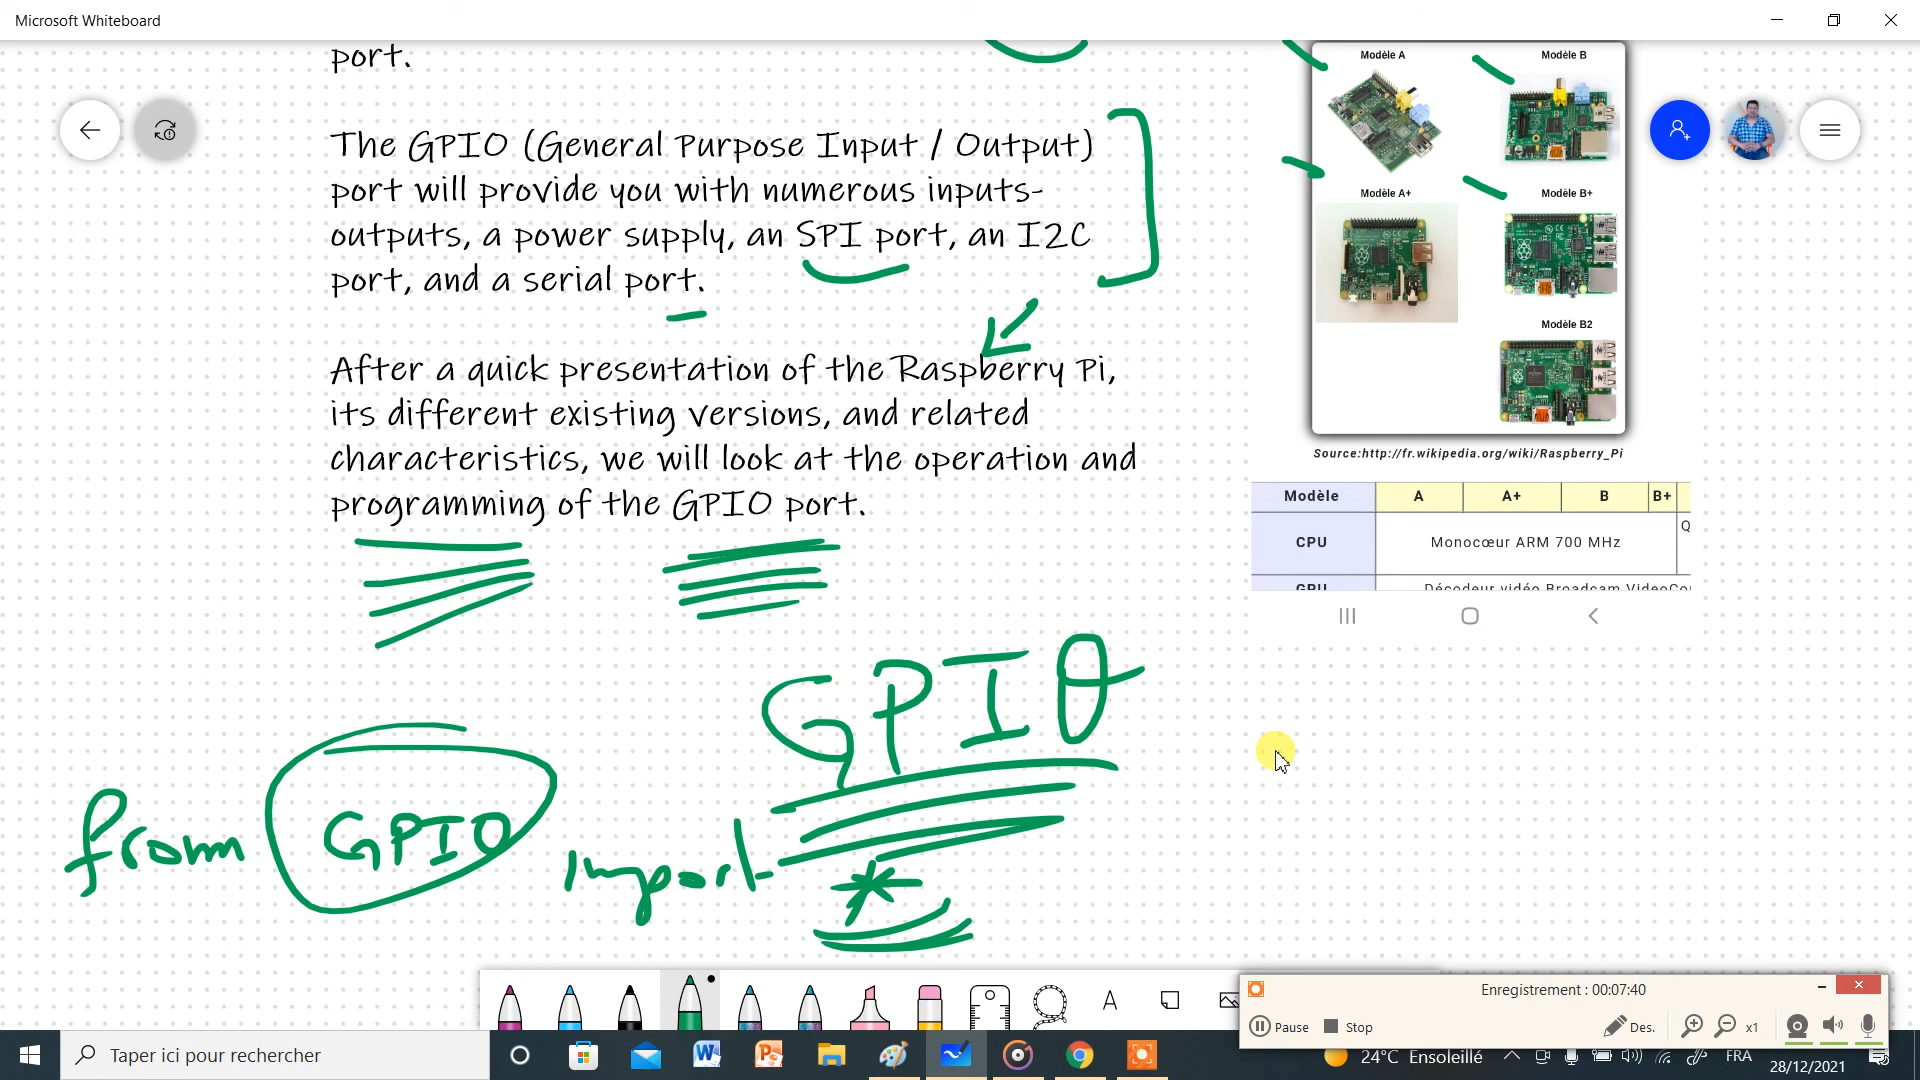 Microsoft Whiteboard
port.
The GPIO (General Purpose Input / Output)
port will provide you with numerous inputs-
outputs, a power supply, an SPI port, an I2C
port, and a serial port.
After a quick presentation of the Raspberry Pi,
its different existing versions, and related
characteristics, we will look at the operation and
programming of the GPIO port.
GPIO
from GPIO import *
Modèle A Modèle B
Modèle A+ Modèle B+
Modèle B2
Source:http://fr.wikipedia.org/wiki/Raspberry_Pi
Modèle A A+ B B+
CPU Monocœur ARM 700 MHz Q
GPU Décodeur vidéo Broadcam VideoCo
Enregistrement : 00:07:40
Pause Stop Des. x1
Taper ici pour rechercher
24°C Ensoleillé FRA
28/12/2021